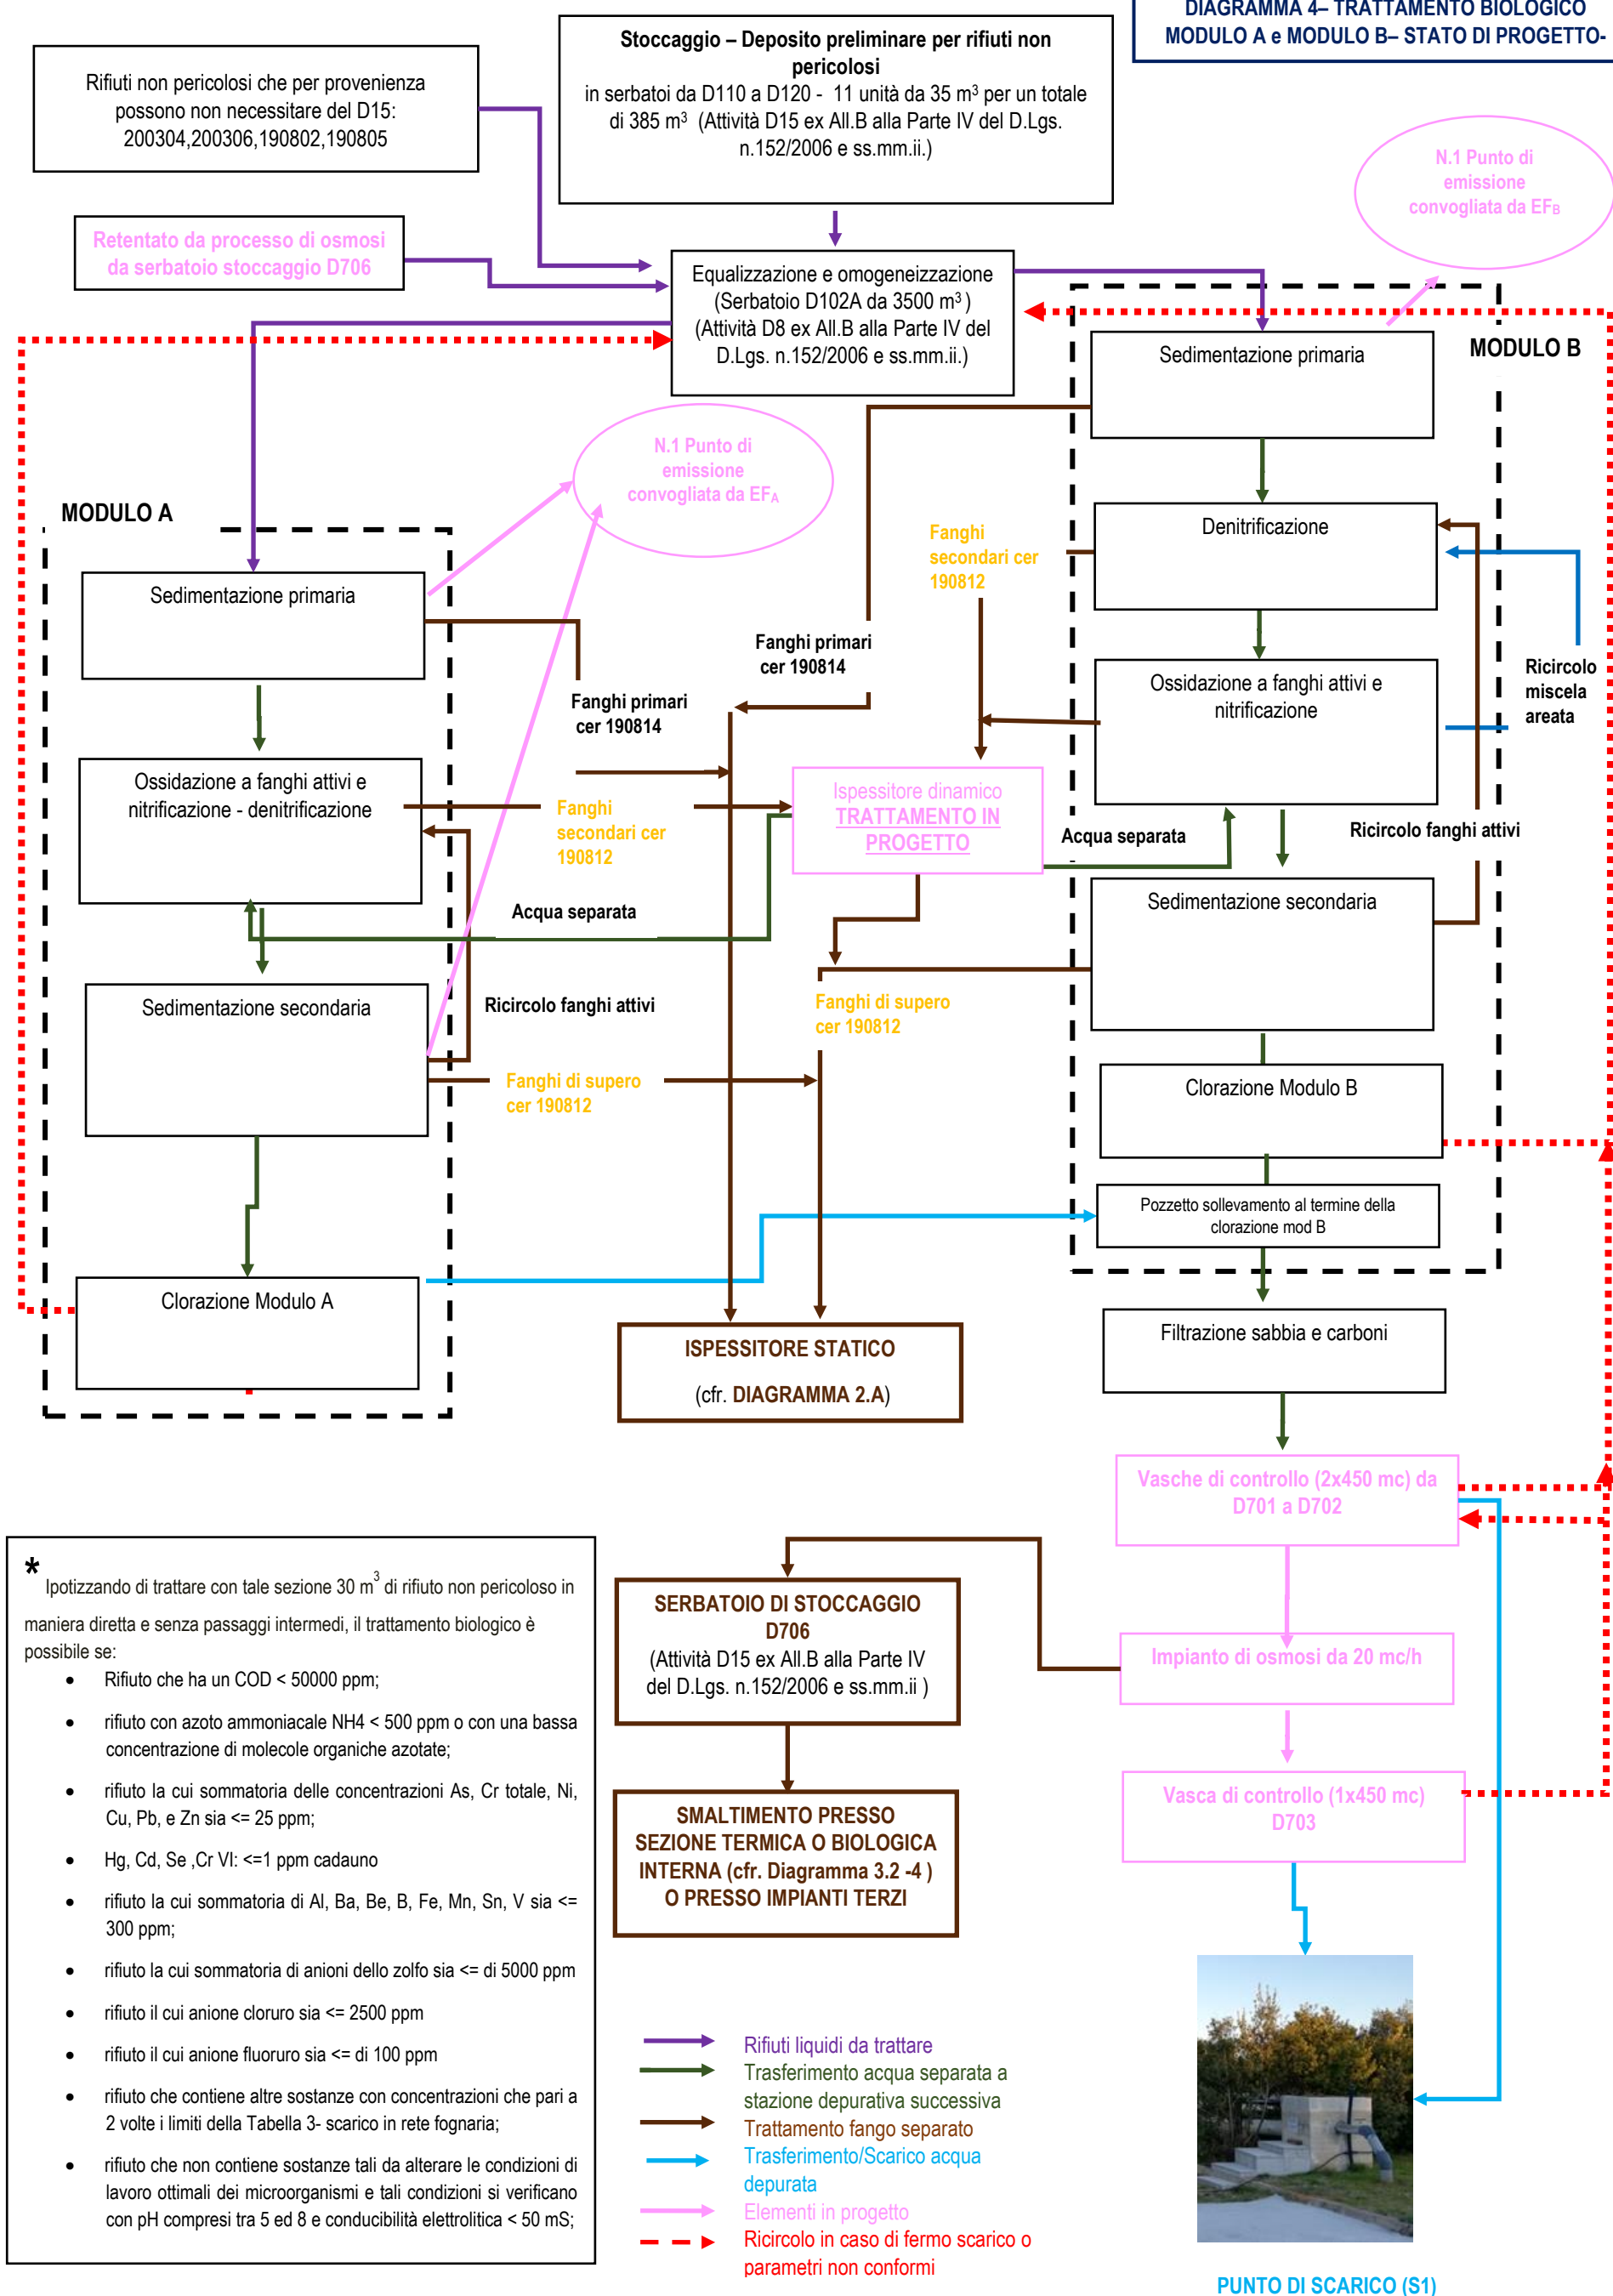 DIAGRAMMA 4– TRATTAMENTO BIOLOGICO
MODULO A e MODULO B– STATO DI PROGETTO-
Rifiuti non pericolosi che per provenienza
possono non necessitare del D15:
200304,200306,190802,190805
Stoccaggio – Deposito preliminare per rifiuti non
pericolosi
in serbatoi da D110 a D120 - 11 unità da 35 m³ per un totale
di 385 m³ (Attività D15 ex All.B alla Parte IV del D.Lgs.
n.152/2006 e ss.mm.ii.)
N.1 Punto di
emissione
convogliata da EFB
Retentato da processo di osmosi
da serbatoio stoccaggio D706
Equalizzazione e omogeneizzazione
(Serbatoio D102A da 3500 m³ )
(Attività D8 ex All.B alla Parte IV del
D.Lgs. n.152/2006 e ss.mm.ii.)
Sedimentazione primaria
MODULO B
N.1 Punto di
emissione
convogliata da EFA
MODULO A
Denitrificazione
Fanghi
secondari cer
190812
Sedimentazione primaria
Fanghi primari
cer 190814
Ossidazione a fanghi attivi e
nitrificazione
Ricircolo
miscela
areata
Fanghi primari
cer 190814
Ossidazione a fanghi attivi e
nitrificazione - denitrificazione
Fanghi
secondari cer
190812
Ispessitore dinamico
TRATTAMENTO IN
PROGETTO
Acqua separata
Ricircolo fanghi attivi
Acqua separata
Sedimentazione secondaria
Sedimentazione secondaria
Ricircolo fanghi attivi
Fanghi di supero
cer 190812
Fanghi di supero
cer 190812
Clorazione Modulo B
Pozzetto sollevamento al termine della
clorazione mod B
Clorazione Modulo A
Filtrazione sabbia e carboni
ISPESSITORE STATICO
(cfr. DIAGRAMMA 2.A)
Vasche di controllo (2x450 mc) da
D701 a D702
* Ipotizzando di trattare con tale sezione 30 m³ di rifiuto non pericoloso in
maniera diretta e senza passaggi intermedi, il trattamento biologico è
possibile se:
• Rifiuto che ha un COD < 50000 ppm;
• rifiuto con azoto ammoniacale NH4 < 500 ppm o con una bassa
concentrazione di molecole organiche azotate;
• rifiuto la cui sommatoria delle concentrazioni As, Cr totale, Ni,
Cu, Pb, e Zn sia <= 25 ppm;
• Hg, Cd, Se ,Cr VI: <=1 ppm cadauno
• rifiuto la cui sommatoria di Al, Ba, Be, B, Fe, Mn, Sn, V sia <=
300 ppm;
• rifiuto la cui sommatoria di anioni dello zolfo sia <= di 5000 ppm
• rifiuto il cui anione cloruro sia <= 2500 ppm
• rifiuto il cui anione fluoruro sia <= di 100 ppm
• rifiuto che contiene altre sostanze con concentrazioni che pari a
2 volte i limiti della Tabella 3- scarico in rete fognaria;
• rifiuto che non contiene sostanze tali da alterare le condizioni di
lavoro ottimali dei microorganismi e tali condizioni si verificano
con pH compresi tra 5 ed 8 e conducibilità elettrolitica < 50 mS;
SERBATOIO DI STOCCAGGIO
D706
(Attività D15 ex All.B alla Parte IV
del D.Lgs. n.152/2006 e ss.mm.ii )
Impianto di osmosi da 20 mc/h
SMALTIMENTO PRESSO
SEZIONE TERMICA O BIOLOGICA
INTERNA (cfr. Diagramma 3.2 -4 )
O PRESSO IMPIANTI TERZI
Vasca di controllo (1x450 mc)
D703
Rifiuti liquidi da trattare
Trasferimento acqua separata a
stazione depurativa successiva
Trattamento fango separato
Trasferimento/Scarico acqua
depurata
Elementi in progetto
Ricircolo in caso di fermo scarico o
parametri non conformi
PUNTO DI SCARICO (S1)